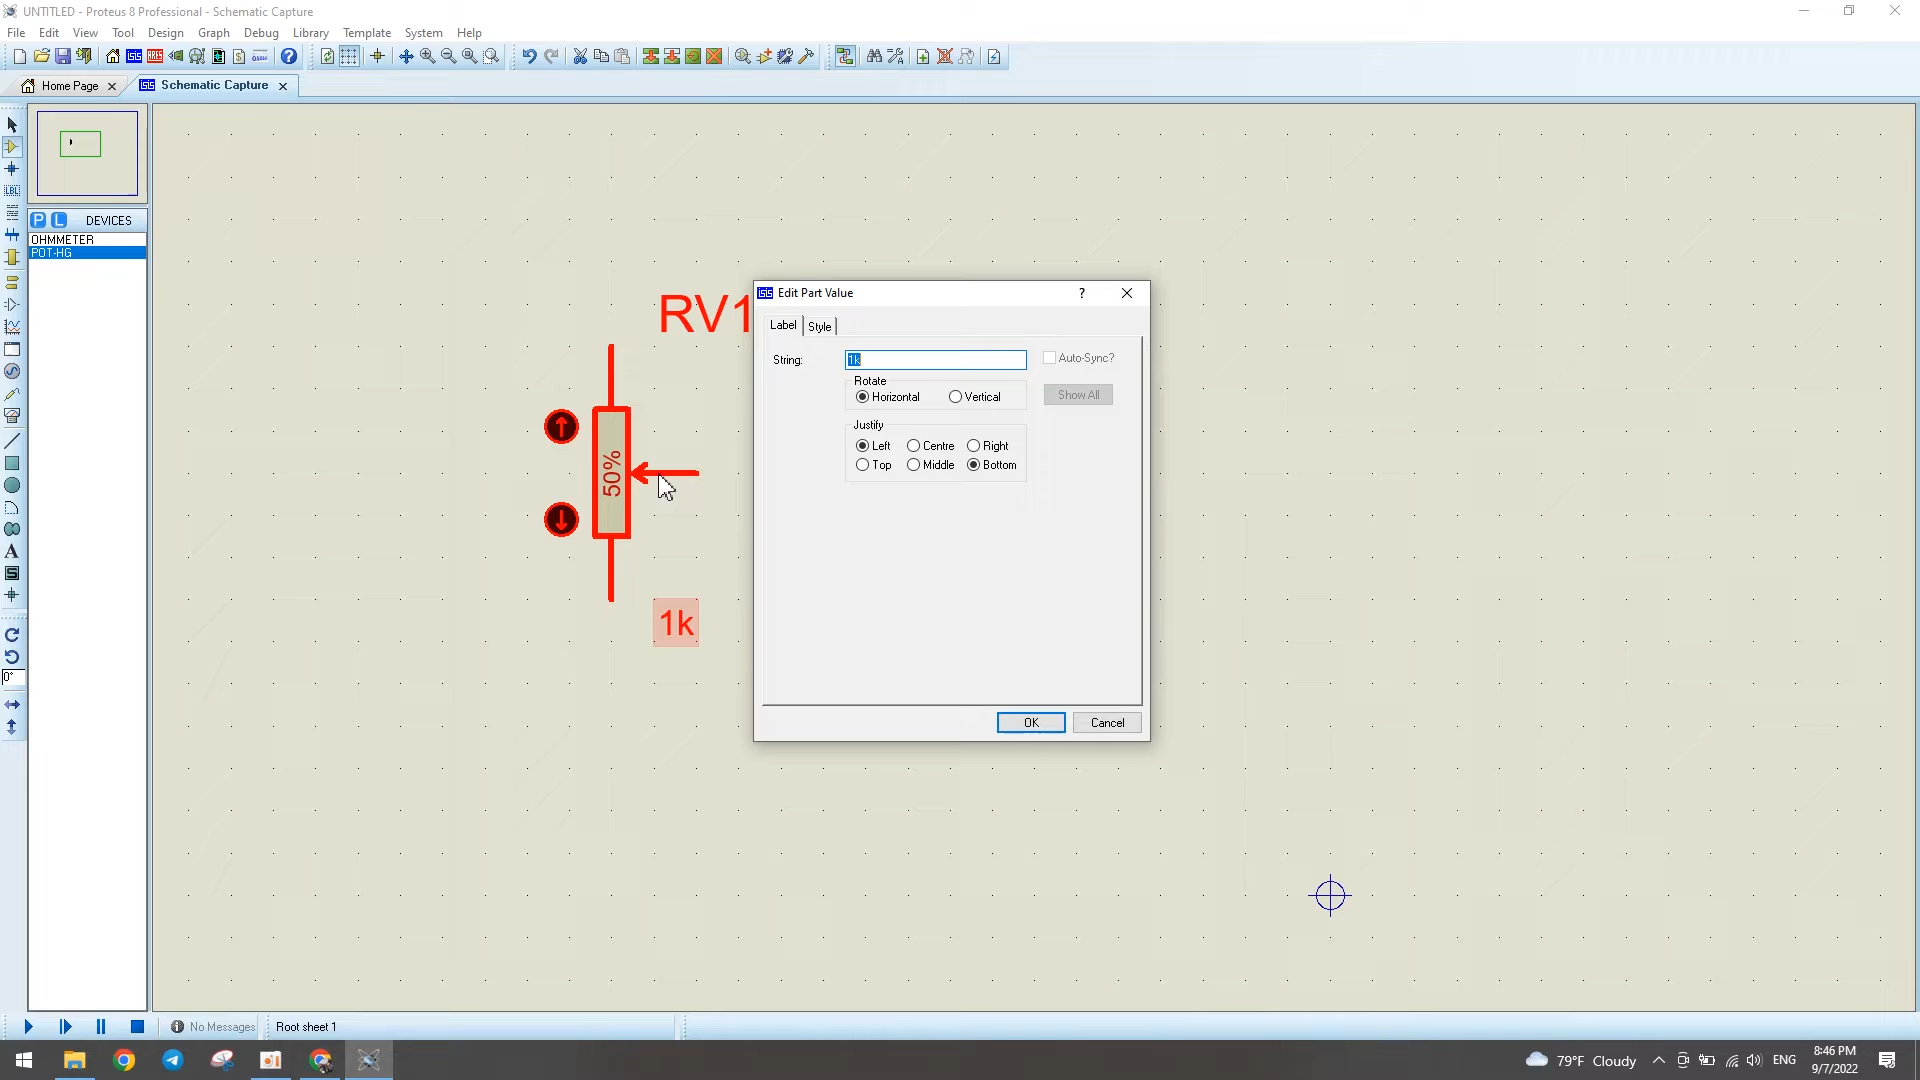 UNTITLED - Proteus 8 Professional - Schematic Capture
File Edit View Tool Design Graph Debug Library Template System Help
Home Page
Schematic Capture
P L DEVICES
OHMMETER
POT-HG
LBL
A
S
0°
RV1
50%
1k
Edit Part Value
Label Style
String: 1k Auto-Sync?
Rotate
Horizontal Vertical Show All
Justify
Left Centre Right
Top Middle Bottom
OK Cancel
No Messages Root sheet 1
79°F Cloudy ENG 8:46 PM
9/7/2022